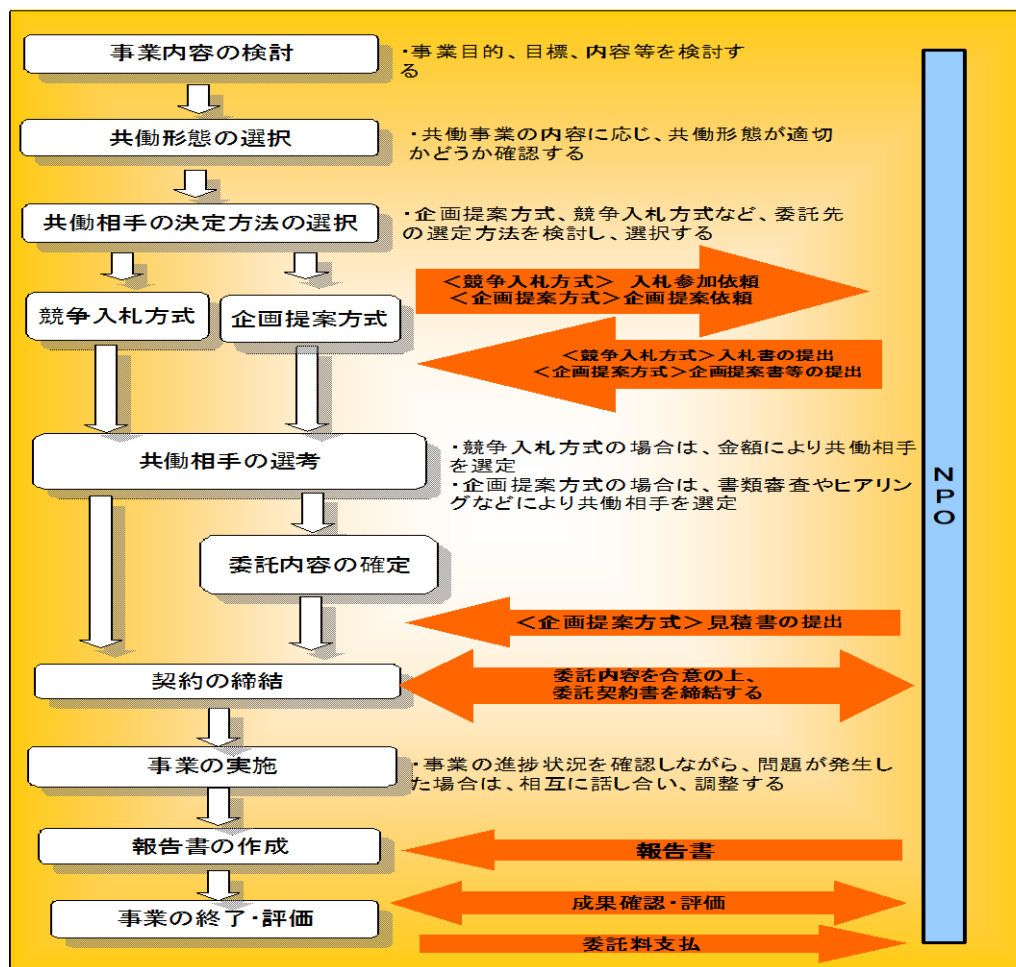 事業内容の検討
・事業目的、目標、内容等を検討す
る
共働形態の選択
・共働事業の内容に応じ、共働形態が適切
かどうか確認する
共働相手の決定方法の選択
・企画提案方式、競争入札方式など、委託先
の選定方法を検討し、選択する
＜競争入札方式＞　入札参加依頼
＜企画提案方式＞企画提案依頼
競争入札方式
企画提案方式
＜競争入札方式＞入札書の提出
＜企画提案方式＞企画提案書等の提出
共働相手の選考
・競争入札方式の場合は、金額により共働相手
を選定
・企画提案方式の場合は、書類審査やヒアリン
グなどにより共働相手を選定
NPO
委託内容の確定
＜企画提案方式＞見積書の提出
契約の締結
委託内容を合意の上、
委託契約書を締結する
事業の実施
・事業の進捗状況を確認しながら、問題が発生し
た場合は、相互に話し合い、調整する
報告書の作成
報告書
事業の終了・評価
成果確認・評価
委託料支払